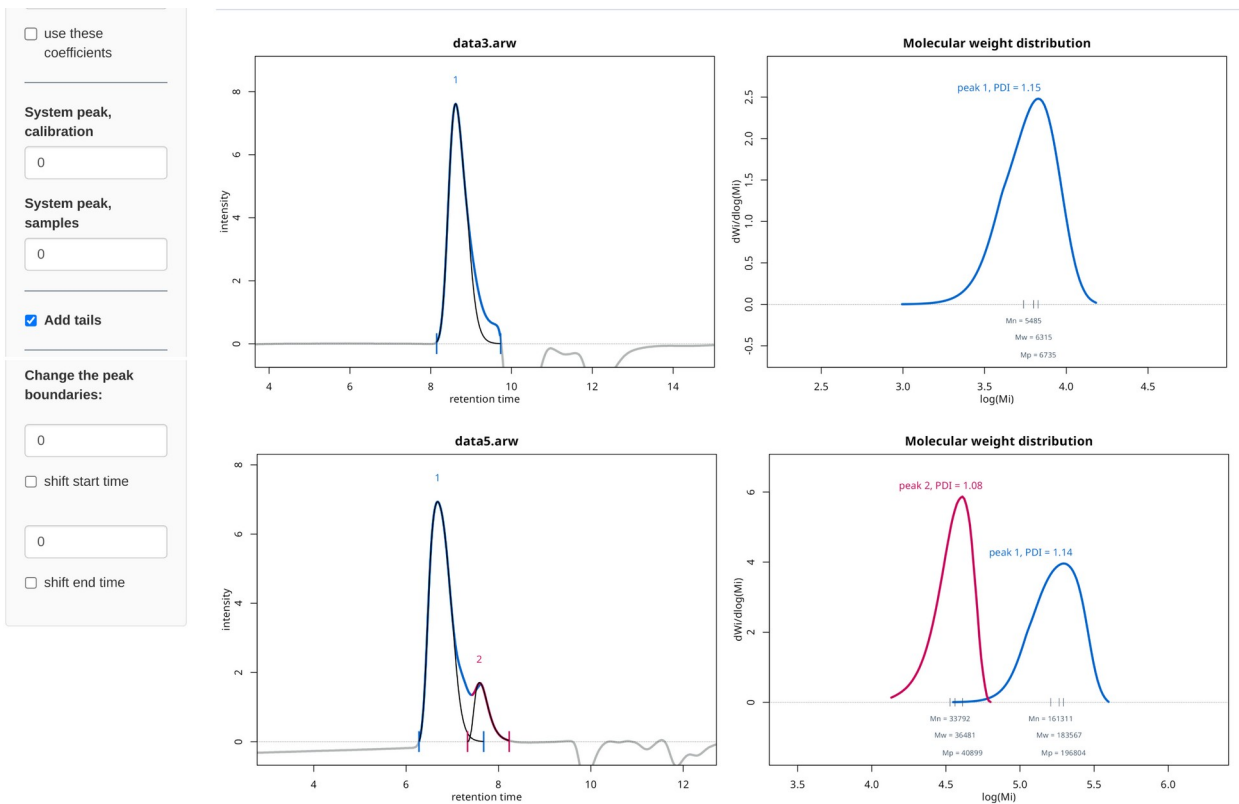 use these
coefficients
System peak,
calibration
0
System peak,
samples
0
Add tails
Change the peak
boundaries:
0
shift start time
0
shift end time
data3.arw
1
intensity
8
6
4
2
0
4 6 8 10 12 14
retention time
Molecular weight distribution
peak 1, PDI = 1.15
dWi/dlog(Mi)
2.5
2.0
1.5
1.0
0.5
0.0
-0.5
Mn = 5485
Mw = 6315
Mp = 6735
2.5 3.0 3.5 4.0 4.5
log(Mi)
data5.arw
1
2
intensity
8
6
4
2
0
4 6 8 10 12
retention time
Molecular weight distribution
peak 2, PDI = 1.08
peak 1, PDI = 1.14
dWi/dlog(Mi)
6
4
2
0
Mn = 33792 Mn = 161311
Mw = 36481 Mw = 183567
Mp = 40899 Mp = 196804
3.5 4.0 4.5 5.0 5.5 6.0
log(Mi)